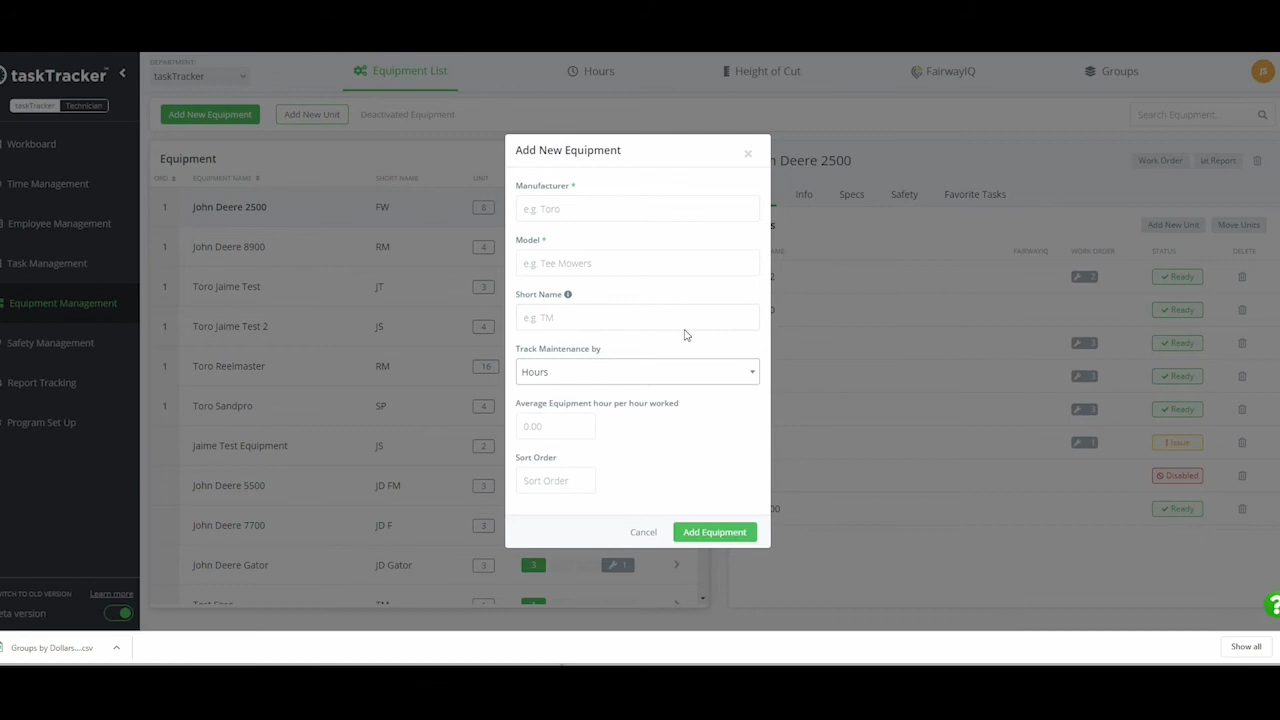 taskTracker
taskTracker Technician
Workboard
Time Management
Employee Management
Task Management
Equipment Management
Safety Management
Report Tracking
Program Set Up
Learn more
DEPARTMENT:
taskTracker
Equipment List
Hours
Height of Cut
FairwayIQ
Groups
JS
Add New Equipment
Add New Unit
Deactivated Equipment
Search Equipment...
Equipment
ORD. EQUIPMENT NAME SHORT NAME UNIT
1 John Deere 2500 FW 8
1 John Deere 8900 RM 4
1 Toro Jaime Test JT 3
1 Toro Jaime Test 2 JS 4
1 Toro Reelmaster RM 16
1 Toro Sandpro SP 4
Jaime Test Equipment JS 2
John Deere 5500 JD FM 3
John Deere 7700 JD F 3
John Deere Gator JD Gator 3 3 1
Add New Equipment
×
Manufacturer *
e.g. Toro
Model *
e.g. Tee Mowers
Short Name
e.g. TM
Track Maintenance by
Hours
Average Equipment hour per hour worked
0.00
Sort Order
Sort Order
Cancel Add Equipment
Deere 2500
Work Order Report
Info Specs Safety Favorite Tasks
Add New Unit Move Units
FAIRWAYIQ WORK ORDER STATUS DELETE
2 Ready
Ready
3 Ready
3 Ready
3 Ready
1 Issue
Disabled
Ready
?
Groups by Dollars....csv
Show all